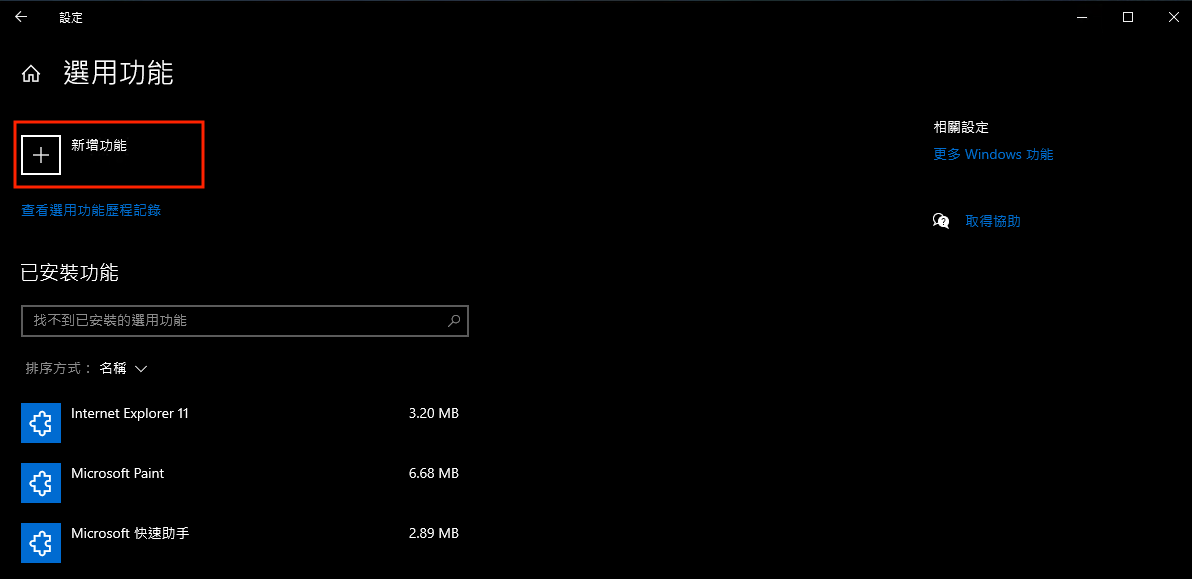 設定
選用功能
新增功能
查看選用功能歷程記錄
已安裝功能
找不到已安裝的選用功能
排序方式： 名稱
Internet Explorer 11 3.20 MB
Microsoft Paint 6.68 MB
Microsoft 快速助手 2.89 MB
相關設定
更多 Windows 功能
取得協助